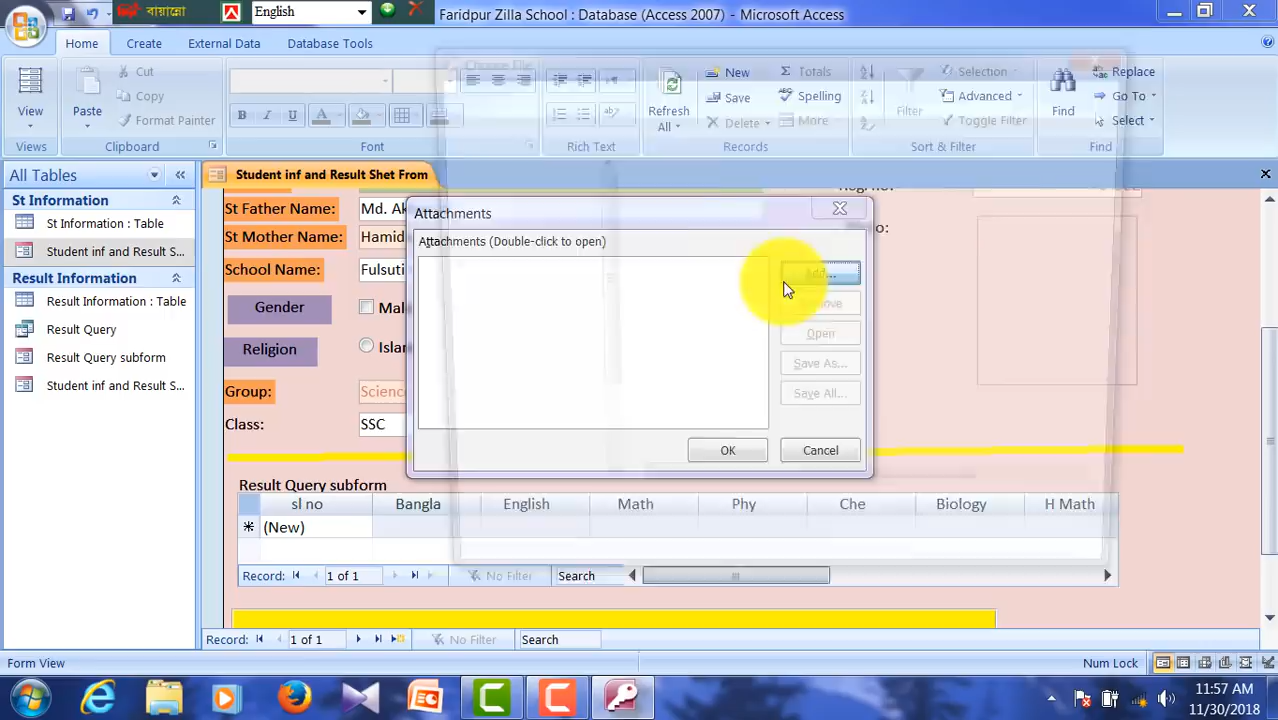 বায়ান্নো English Faridpur Zilla School : Database (Access 2007) - Microsoft Access
Home Create External Data Database Tools
Choose File
View Paste Cut Copy Format Painter
Refresh All New Save Delete Totals Spelling More
Filter Selection Advanced Toggle Filter
Find Replace Go To Select
Views Clipboard Font Rich Text Records Sort & Filter Find
All Tables Student inf and Result Shet From
St Information
St Information : Table
Student inf and Result S...
Result Information
Result Information : Table
Result Query
Result Query subform
Student inf and Result S...
St Father Name: Md. Ak
St Mother Name: Hamid
School Name: Fulsuti
Gender Mal
Religion Islar
Group: Scienc
Class: SSC
Attachments
Attachments (Double-click to open)
Add...
Open
Save As...
Save All...
OK Cancel
Result Query subform
sl no Bangla English Math Phy Che Biology H Math
(New)
Record: 1 of 1 No Filter Search
Record: 1 of 1 No Filter Search
Form View Num Lock
11:57 AM
11/30/2018